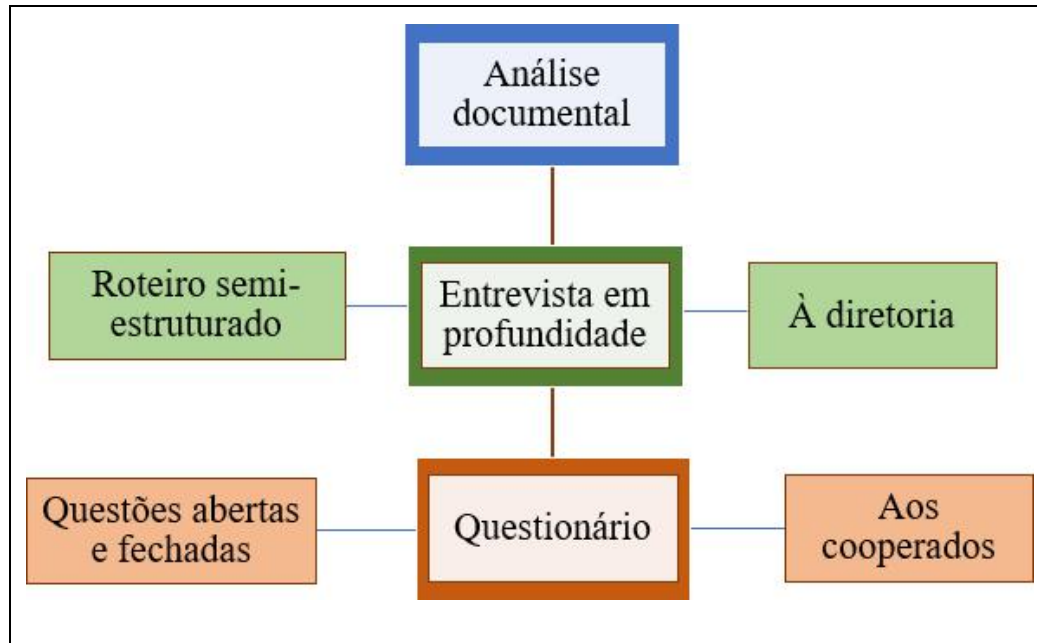 Análise
documental
Roteiro semi-
estruturado
Entrevista em
profundidade
À diretoria
Questões abertas
e fechadas
Questionário
Aos
cooperados